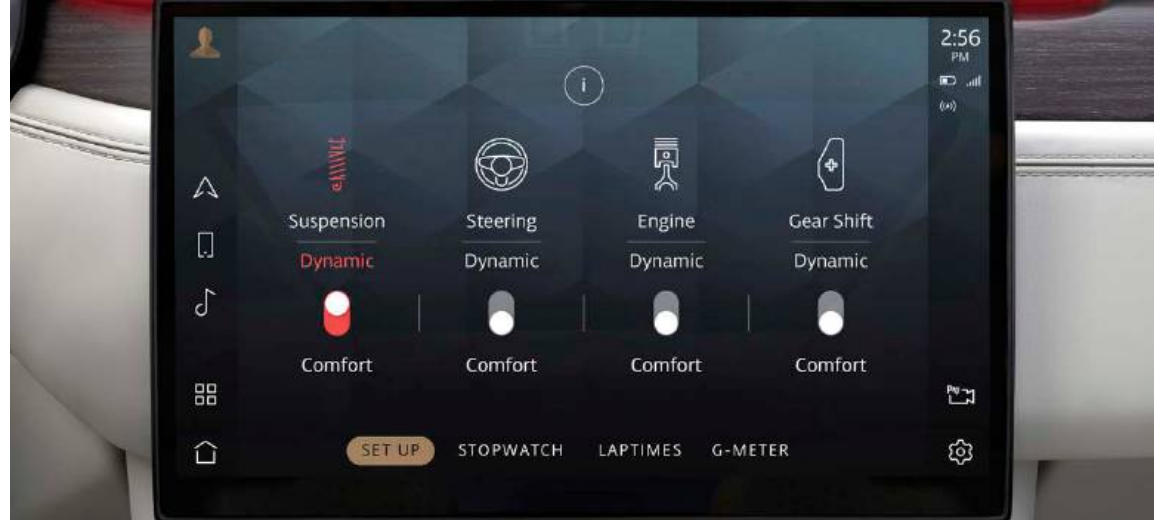 2:56
PM
i
Suspension
Steering
Engine
Gear Shift
Dynamic
Dynamic
Dynamic
Dynamic
Comfort
Comfort
Comfort
Comfort
SET UP
STOPWATCH
LAPTIMES
G-METER